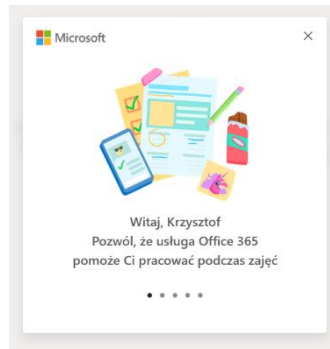 Microsoft
Witaj, Krzysztof
Pozwól, że usługa Office 365
pomoże Ci pracować podczas zajęć